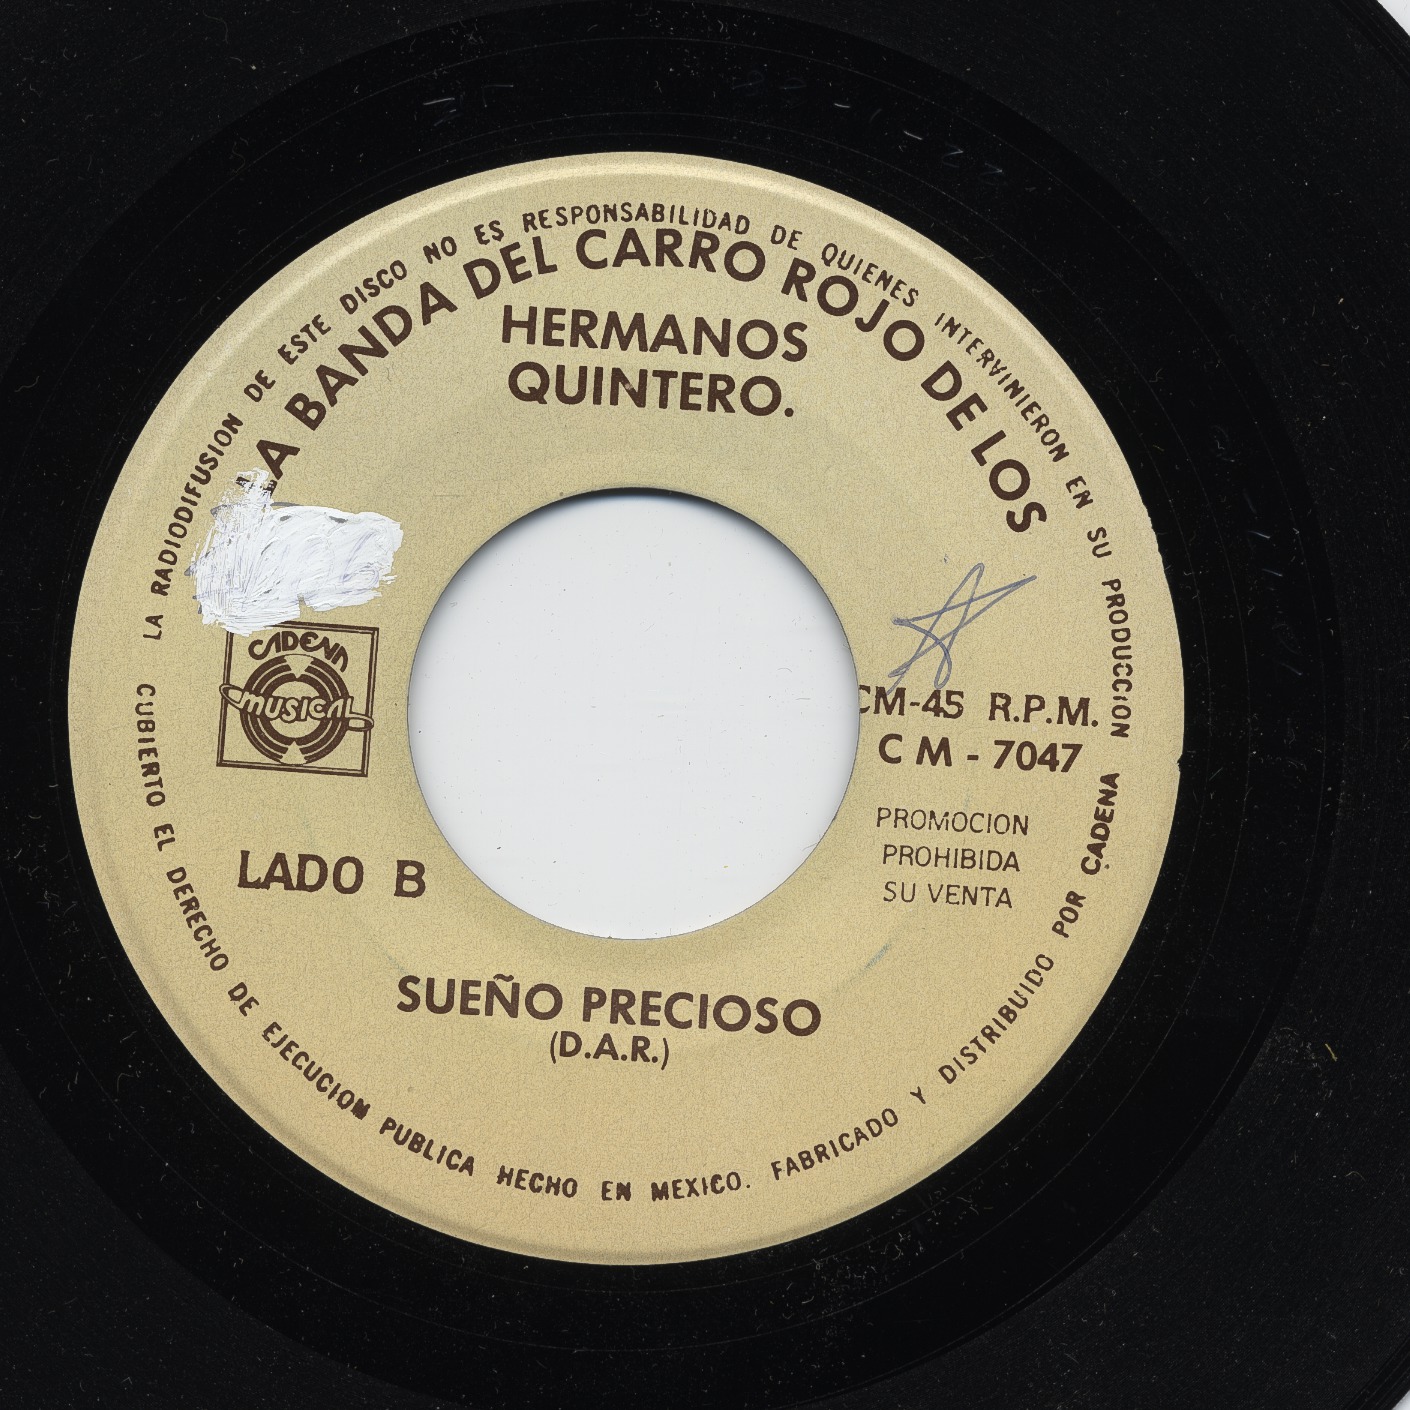 LA RADIODIFUSION DE ESTE DISCO NO ES RESPONSABILIDAD DE QUIENES INTERVINIERON EN SU PRODUCCION
LA BANDA DEL CARRO ROJO DE LOS
HERMANOS
QUINTERO.
CADENA
MUSICAL
CM-45 R.P.M.
CM-7047
PROMOCION
PROHIBIDA
SU VENTA
LADO B
SUEÑO PRECIOSO
(D.A.R.)
CUBIERTO EL DERECHO DE EJECUCION PUBLICA HECHO EN MEXICO. FABRICADO Y DISTRIBUIDO POR CADENA